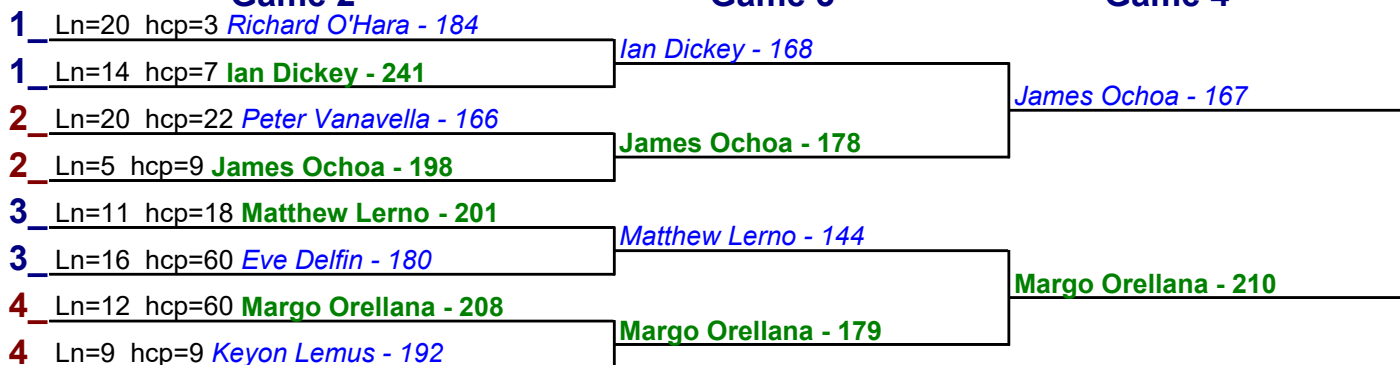 Game 2 Game 3 Game 4
1_ Ln=20 hcp=3 Richard O'Hara - 184
Ian Dickey - 168
1_ Ln=14 hcp=7 Ian Dickey - 241
James Ochoa - 167
2_ Ln=20 hcp=22 Peter Vanavella - 166
James Ochoa - 178
2_ Ln=5 hcp=9 James Ochoa - 198
3_ Ln=11 hcp=18 Matthew Lerno - 201
Matthew Lerno - 144
3_ Ln=16 hcp=60 Eve Delfin - 180
Margo Orellana - 210
4_ Ln=12 hcp=60 Margo Orellana - 208
Margo Orellana - 179
4 Ln=9 hcp=9 Keyon Lemus - 192